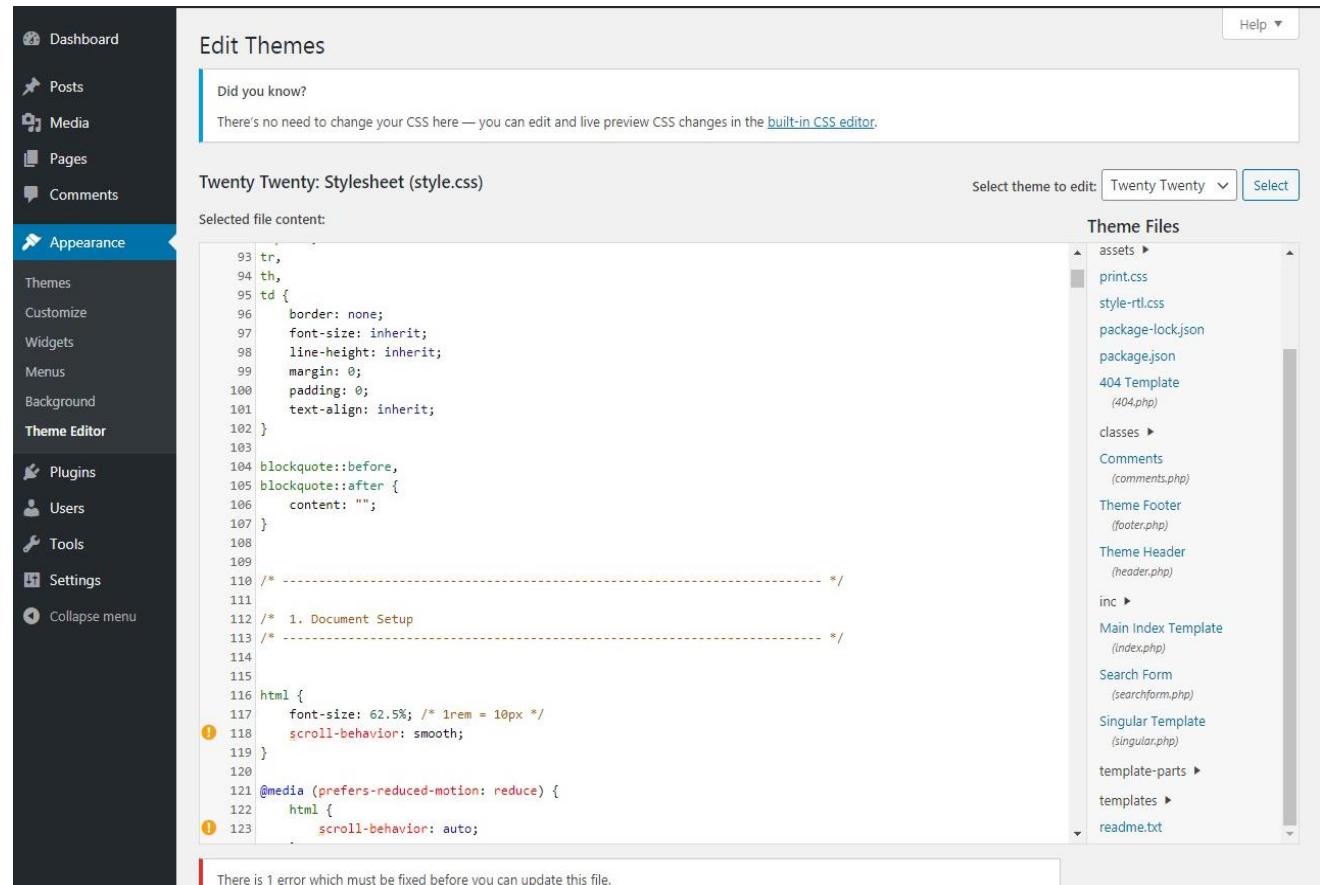 Help ▼
Dashboard
Posts
Media
Pages
Comments
Appearance
Themes
Customize
Widgets
Menus
Background
Theme Editor
Plugins
Users
Tools
Settings
Collapse menu
Edit Themes
Did you know?
There's no need to change your CSS here — you can edit and live preview CSS changes in the built-in CSS editor.
Twenty Twenty: Stylesheet (style.css)
Select theme to edit: Twenty Twenty Select
Selected file content:
93 tr,
94 th,
95 td {
96     border: none;
97     font-size: inherit;
98     line-height: inherit;
99     margin: 0;
100     padding: 0;
101     text-align: inherit;
102 }
103
104 blockquote::before,
105 blockquote::after {
106     content: "";
107 }
108
109
110 /* -------------------------------------------------------------------------- */
111
112 /*  1. Document Setup
113 /* -------------------------------------------------------------------------- */
114
115
116 html {
117     font-size: 62.5%; /* 1rem = 10px */
118     scroll-behavior: smooth;
119 }
120
121 @media (prefers-reduced-motion: reduce) {
122     html {
123         scroll-behavior: auto;
Theme Files
assets ▶
print.css
style-rtl.css
package-lock.json
package.json
404 Template
(404.php)
classes ▶
Comments
(comments.php)
Theme Footer
(footer.php)
Theme Header
(header.php)
inc ▶
Main Index Template
(index.php)
Search Form
(searchform.php)
Singular Template
(singular.php)
template-parts ▶
templates ▶
readme.txt
There is 1 error which must be fixed before you can update this file.